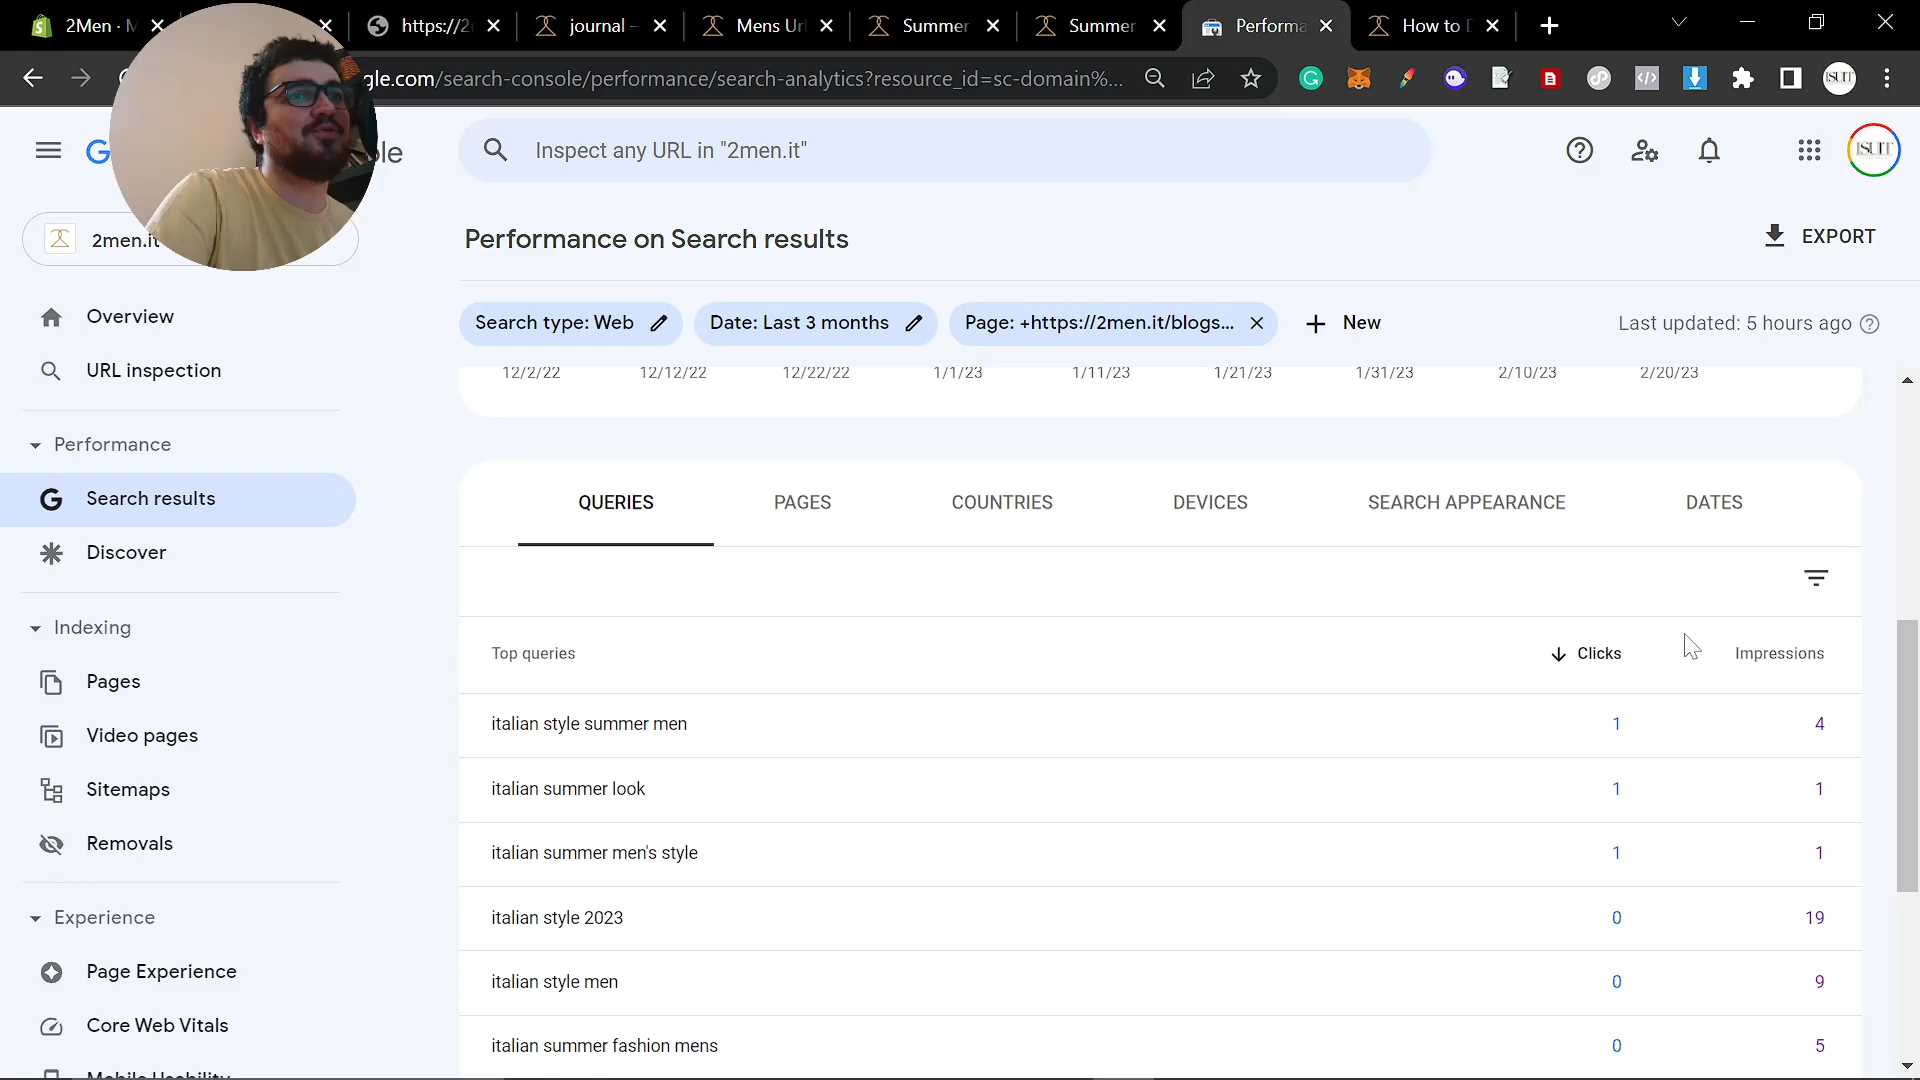 2Men · M
https://2
journal –
Mens Ur
Summer
Summer
Performa
How to D
gle.com/search-console/performance/search-analytics?resource_id=sc-domain%...
ISUIT
G
le
Inspect any URL in "2men.it"
ISUIT
2men.it
Performance on Search results
EXPORT
Search type: Web
Date: Last 3 months
Page: +https://2men.it/blogs...
New
Last updated: 5 hours ago
Overview
URL inspection
Performance
Search results
Discover
Indexing
Pages
Video pages
Sitemaps
Removals
Experience
Page Experience
Core Web Vitals
Mobile Usability
12/2/22 12/12/22 12/22/22 1/1/23 1/11/23 1/21/23 1/31/23 2/10/23 2/20/23
QUERIES PAGES COUNTRIES DEVICES SEARCH APPEARANCE DATES
Top queries Clicks Impressions
italian style summer men 1 4
italian summer look 1 1
italian summer men's style 1 1
italian style 2023 0 19
italian style men 0 9
italian summer fashion mens 0 5